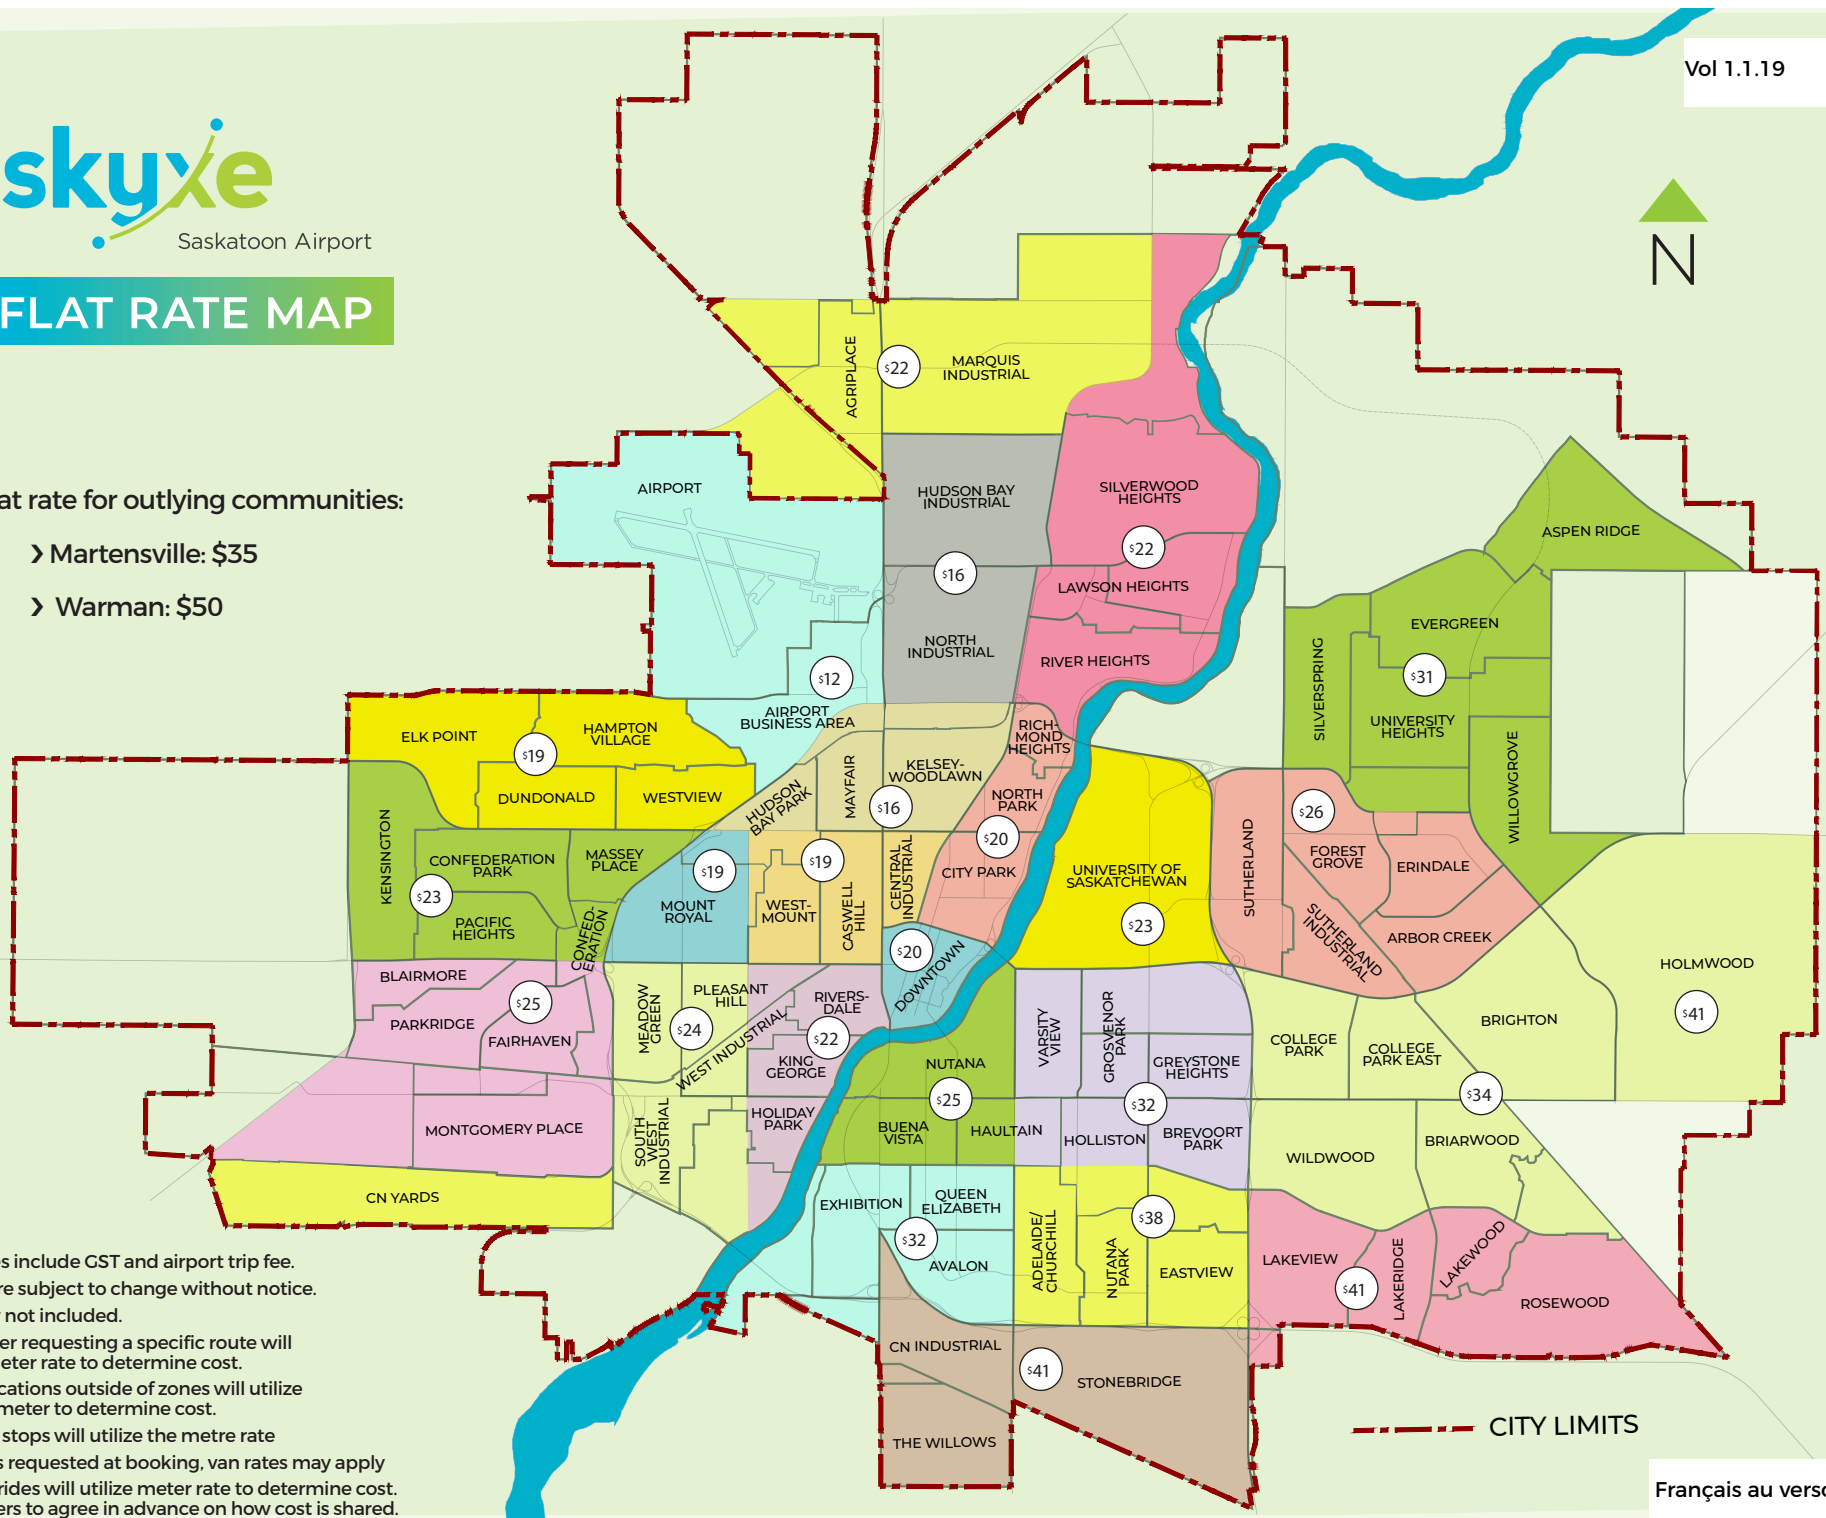 Vol 1.1.19
skyxe
Saskatoon Airport
FLAT RATE MAP
N
at rate for outlying communities:
› Martensville: $35
› Warman: $50
AGRIPLACE
$22
MARQUIS
INDUSTRIAL
AIRPORT
HUDSON BAY
INDUSTRIAL
$16
NORTH
INDUSTRIAL
SILVERWOOD
HEIGHTS
$22
LAWSON HEIGHTS
RIVER HEIGHTS
ASPEN RIDGE
EVERGREEN
SILVERSPRING
$31
UNIVERSITY
HEIGHTS
WILLOWGROVE
$12
AIRPORT
BUSINESS AREA
ELK POINT
HAMPTON
VILLAGE
$19
DUNDONALD
WESTVIEW
HUDSON
BAY PARK
MAYFAIR
KELSEY-
WOODLAWN
$16
RICH-
MOND
HEIGHTS
NORTH
PARK
$20
CITY PARK
KENSINGTON
CONFEDERATION
PARK
MASSEY
PLACE
$23
PACIFIC
HEIGHTS
CONFED-
ERATION
$19
MOUNT
ROYAL
$19
WEST-
MOUNT
CASWELL
HILL
CENTRAL
INDUSTRIAL
$20
DOWNTOWN
UNIVERSITY OF
SASKATCHEWAN
$23
SUTHERLAND
$26
FOREST
GROVE
ERINDALE
SUTHERLAND
INDUSTRIAL
ARBOR CREEK
HOLMWOOD
$41
BLAIRMORE
PARKRIDGE
$25
FAIRHAVEN
MONTGOMERY PLACE
CN YARDS
MEADOW
GREEN
PLEASANT
HILL
$24
WEST INDUSTRIAL
SOUTH
WEST
INDUSTRIAL
RIVERS-
DALE
$22
KING
GEORGE
HOLIDAY
PARK
NUTANA
$25
BUENA
VISTA
HAULTAIN
VARSITY
VIEW
GROSVENOR
PARK
GREYSTONE
HEIGHTS
$32
HOLLISTON
BREVOORT
PARK
COLLEGE
PARK
COLLEGE
PARK EAST
BRIGHTON
$34
WILDWOOD
BRIARWOOD
EXHIBITION
QUEEN
ELIZABETH
$32
AVALON
ADELAIDE/
CHURCHILL
NUTANA
PARK
$38
EASTVIEW
LAKEVIEW
$41
LAKERIDGE
LAKEWOOD
ROSEWOOD
CN INDUSTRIAL
$41
STONEBRIDGE
THE WILLOWS
es include GST and airport trip fee.
re subject to change without notice.
not included.
er requesting a specific route will
meter rate to determine cost.
cations outside of zones will utilize
meter to determine cost.
stops will utilize the metre rate
s requested at booking, van rates may apply
rides will utilize meter rate to determine cost.
ers to agree in advance on how cost is shared.
CITY LIMITS
Français au verso